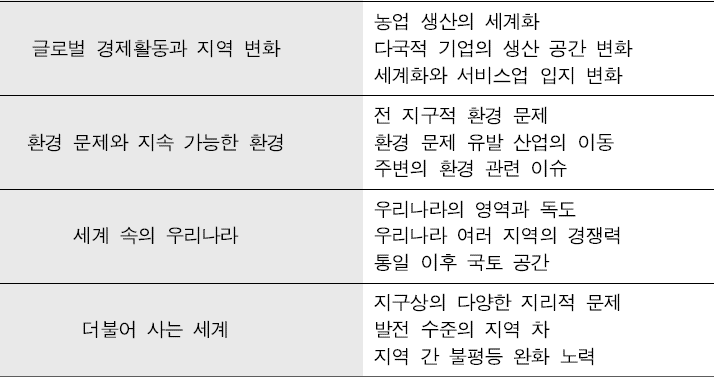 글로벌 경제활동과 지역 변화
농업 생산의 세계화
다국적 기업의 생산 공간 변화
세계화와 서비스업 입지 변화
환경 문제와 지속 가능한 환경
전 지구적 환경 문제
환경 문제 유발 산업의 이동
주변의 환경 관련 이슈
세계 속의 우리나라
우리나라의 영역과 독도
우리나라 여러 지역의 경쟁력
통일 이후 국토 공간
더불어 사는 세계
지구상의 다양한 지리적 문제
발전 수준의 지역 차
지역 간 불평등 완화 노력